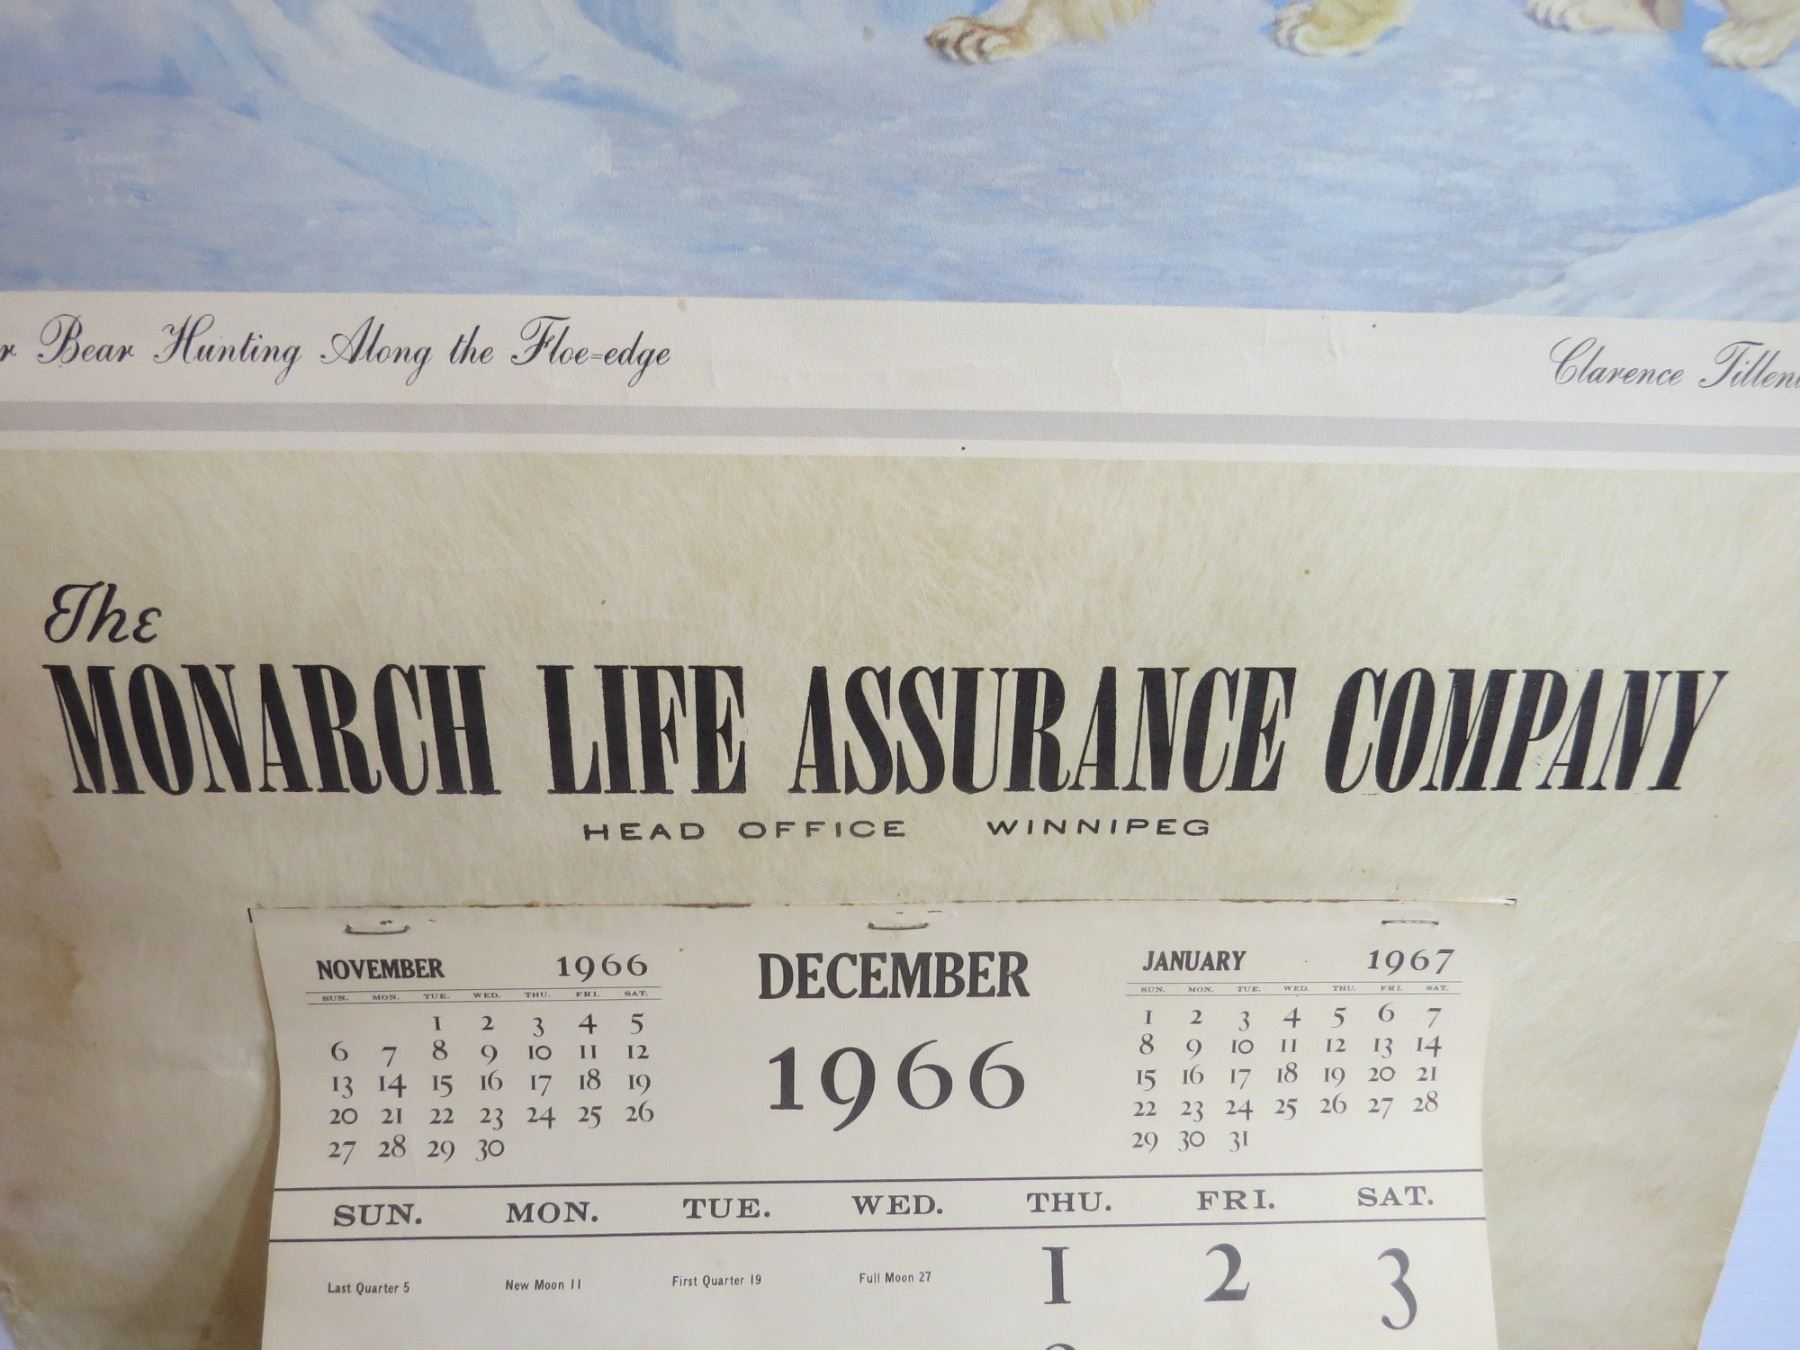 Bear Hunting Along the Floe-edge
Clarence
The
MONARCH LIFE ASSURANCE COMPANY
HEAD OFFICE WINNIPEG
NOVEMBER 1966
SUN. MON. TUE. WED. THU. FRI. SAT.
1 2 3 4 5
6 7 8 9 10 11 12
13 14 15 16 17 18 19
20 21 22 23 24 25 26
27 28 29 30
DECEMBER
1966
JANUARY 1967
SUN. MON. TUE. WED. THU. FRI. SAT.
1 2 3 4 5 6 7
8 9 10 11 12 13 14
15 16 17 18 19 20 21
22 23 24 25 26 27 28
29 30 31
SUN. MON. TUE. WED. THU. FRI. SAT.
Last Quarter 5 New Moon 11 First Quarter 19 Full Moon 27 1 2 3